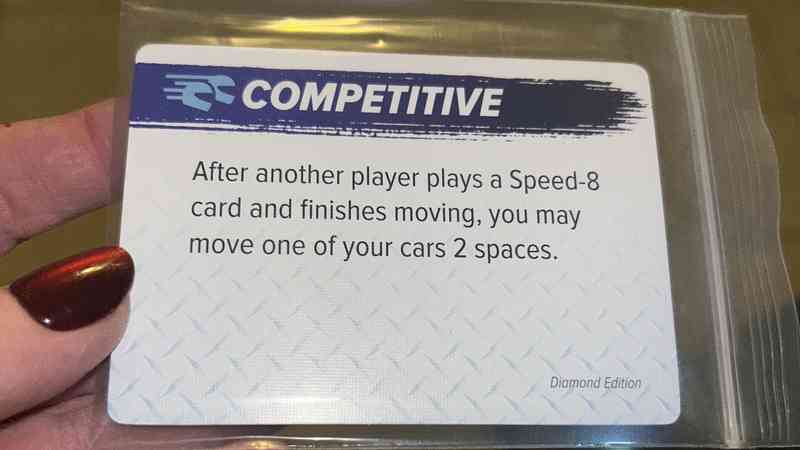 COMPETITIVE
After another player plays a Speed-8
card and finishes moving, you may
move one of your cars 2 spaces.
Diamond Edition